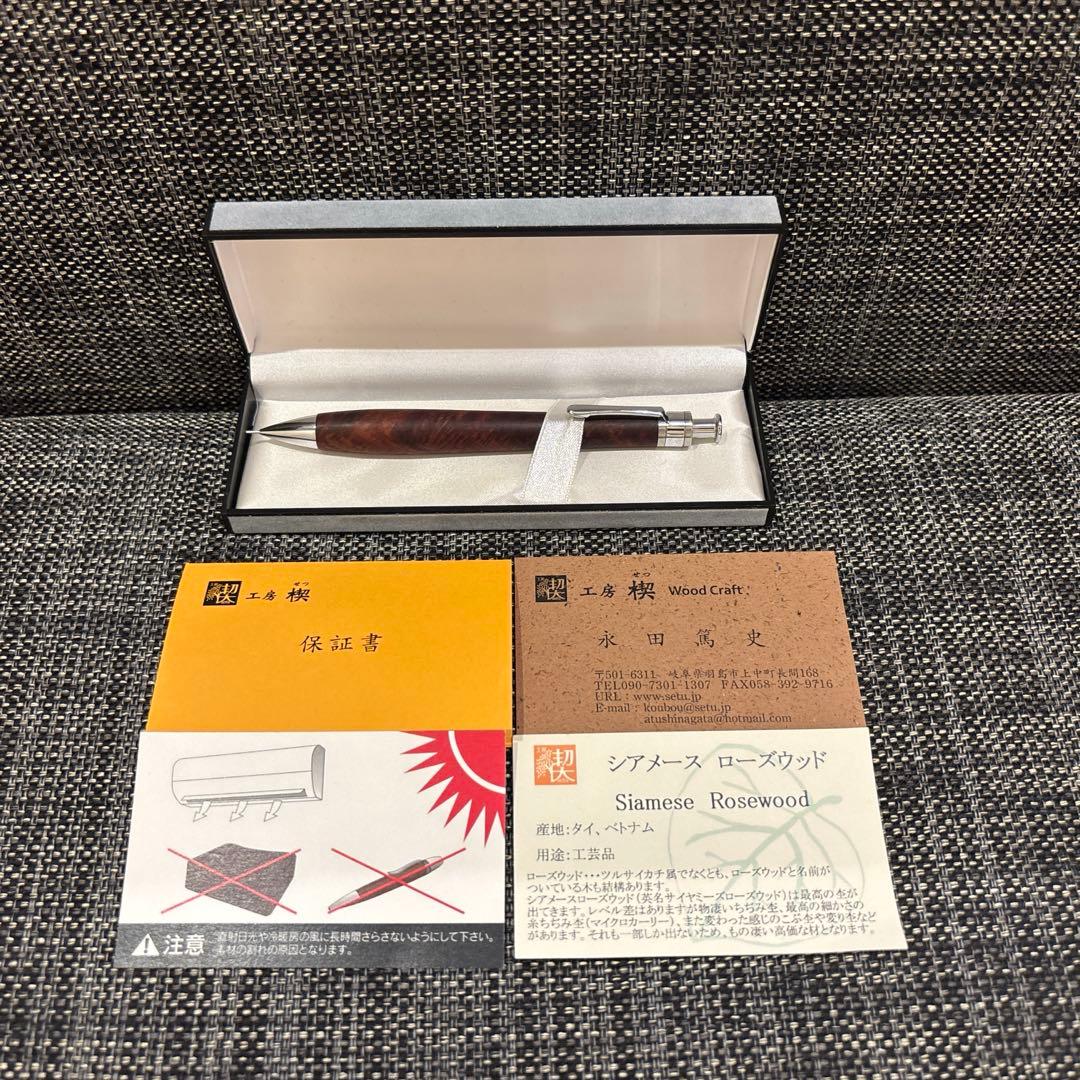 せつ
工房 楔
保証書
せつ
工房 楔 Wood Craft
永田篤史
〒501-6311 岐阜県羽島市上中町長間168
TEL090-7301-1307 FAX058-392-9716
URL : www.setu.jp
E-mail : koubou@setu.jp
atushinagata@hotmail.com
注意
直射日光や冷暖房の風に長時間さらさないようにして下さい。
素材の割れの原因となります。
シアメース ローズウッド
Siamese Rosewood
産地:タイ、ベトナム
用途:工芸品
ローズウッド・・・ツルサイカチ属でなくとも、ローズウッドと名前が
ついている木も結構あります。
シアメースローズウッド(英名サイヤミーズローズウッド)は最高の杢が
出てきます。レベル差はありますが物凄いちぢみ杢、最高の細かさの
糸ちぢみ杢(マイクロカーリー)、また変わった感じのこぶ杢や変り杢など
があります。それも一部しか出ないため、もの凄い高価な材となります。